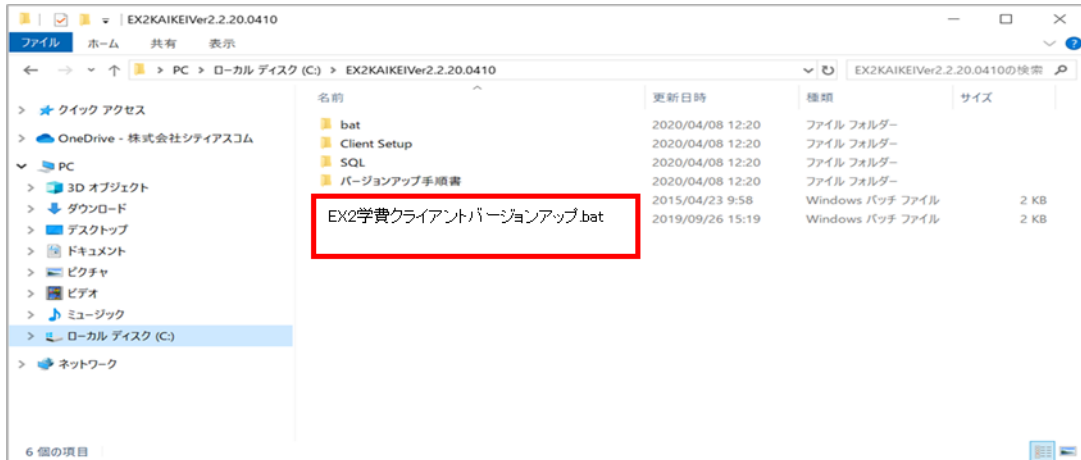 EX2KAIKEIVer2.2.20.0410
ファイル ホーム 共有 表示
PC > ローカル ディスク (C:) > EX2KAIKEIVer2.2.20.0410 EX2KAIKEIVer2.2.20.0410の検索
名前 更新日時 種類 サイズ
クイック アクセス
OneDrive - 株式会社シティアスコム
PC
3D オブジェクト
ダウンロード
デスクトップ
ドキュメント
ピクチャ
ビデオ
ミュージック
ローカル ディスク (C:)
ネットワーク
bat 2020/04/08 12:20 ファイル フォルダー
Client Setup 2020/04/08 12:20 ファイル フォルダー
SQL 2020/04/08 12:20 ファイル フォルダー
バージョンアップ手順書 2020/04/08 12:20 ファイル フォルダー
2015/04/23 9:58 Windows バッチ ファイル 2 KB
EX2学費クライアントバージョンアップ.bat
2019/09/26 15:19 Windows バッチ ファイル 2 KB
6 個の項目